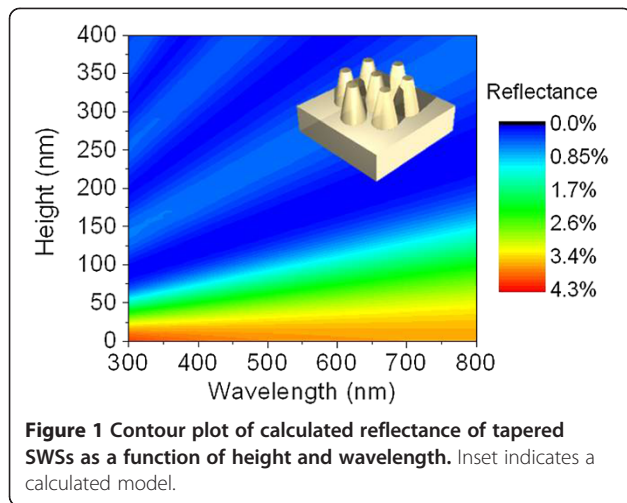 400
350
300
250
200
150
100
50
0
Height (nm)
300 400 500 600 700 800
Wavelength (nm)
Reflectance
0.0%
0.85%
1.7%
2.6%
3.4%
4.3%
Figure 1 Contour plot of calculated reflectance of tapered
SWSs as a function of height and wavelength. Inset indicates a
calculated model.